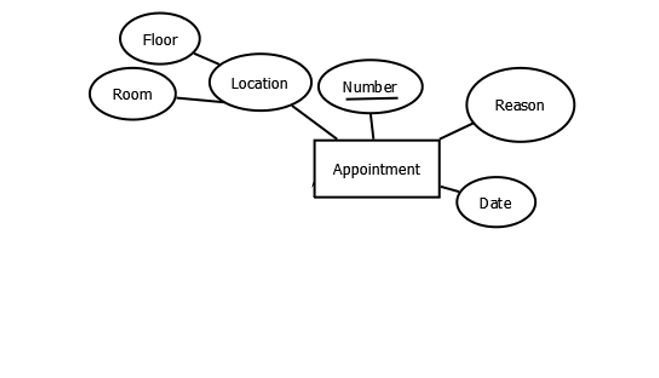 Floor
Location
Number
Room
Reason
Appointment
Date